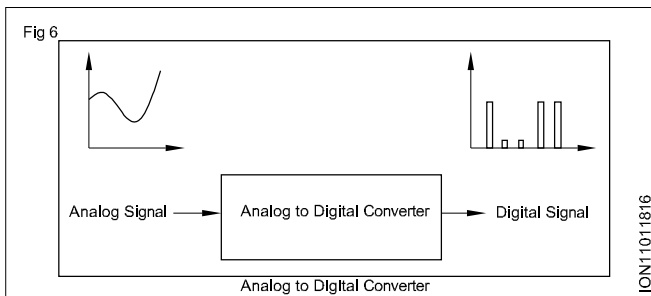 Fig 6
Analog Signal
Analog to Digital Converter
Digital Signal
Analog to Digital Converter
ION11011816